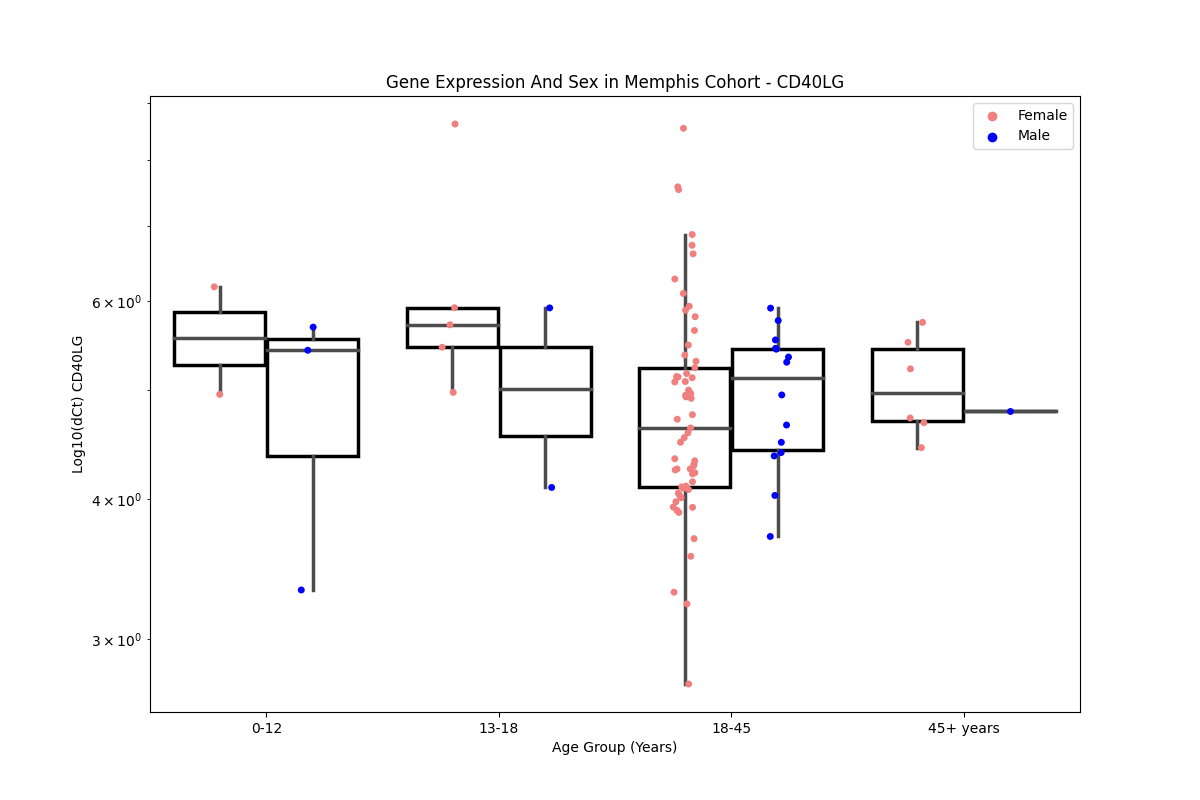 Gene Expression And Sex in Memphis Cohort - CD40LG
Female
Male
Log10(dCt) CD40LG
6 × 10⁰
4 × 10⁰
3 × 10⁰
0-12
13-18
18-45
45+ years
Age Group (Years)